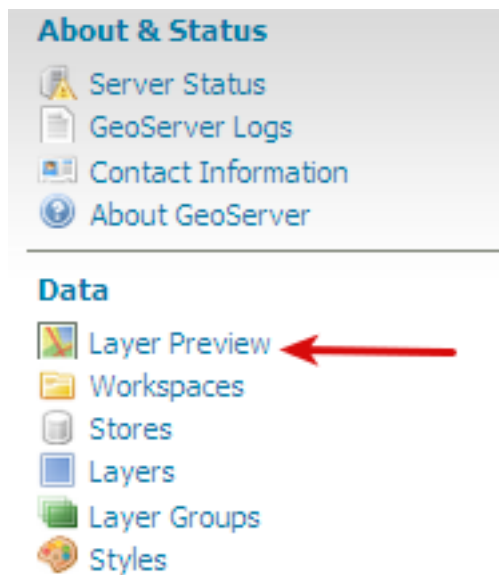 About & Status
Server Status
GeoServer Logs
Contact Information
About GeoServer
Data
Layer Preview
Workspaces
Stores
Layers
Layer Groups
Styles